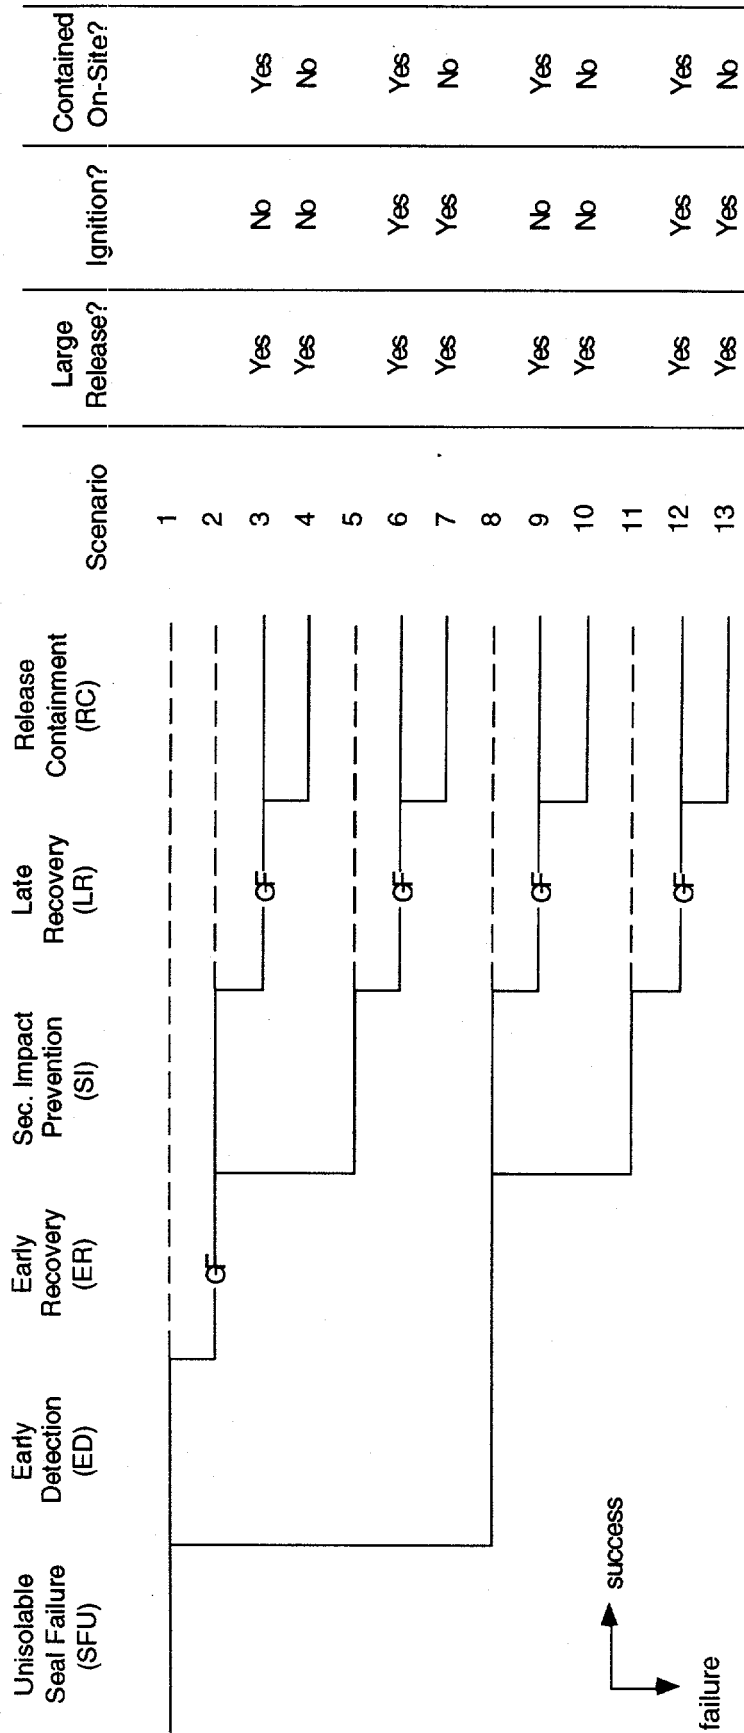 Unisolable
Seal Failure
(SFU)
Early
Detection
(ED)
Early
Recovery
(ER)
Sec. Impact
Prevention
(SI)
Late
Recovery
(LR)
Release
Containment
(RC)
Scenario
Large
Release?
Ignition?
Contained
On-Site?
1
2
3 Yes No Yes
4 Yes No No
5
6 Yes Yes Yes
7 Yes Yes No
8
9 Yes No Yes
10 Yes No No
11
12 Yes Yes Yes
13 Yes Yes No
GF
GF
GF
GF
GF
success
failure